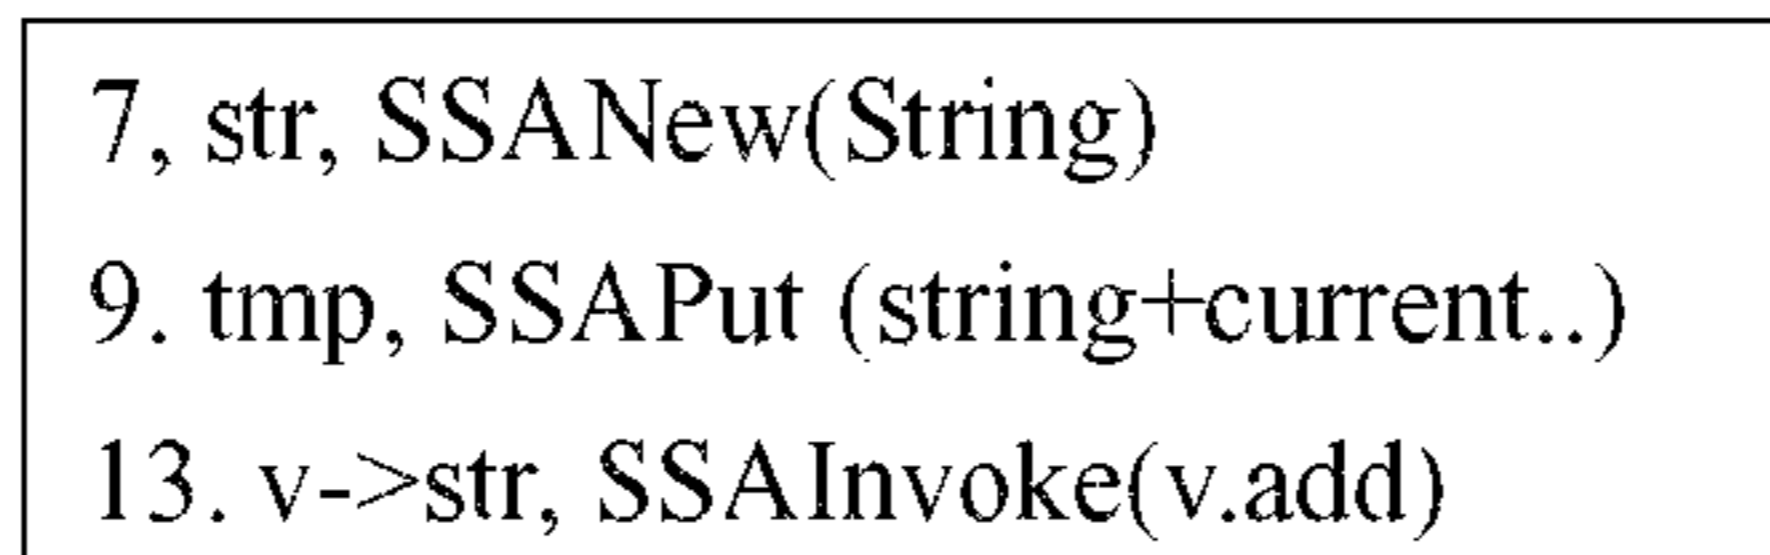 7, str, SSANew(String)
9. tmp, SSAPut (string+current..)
13. v->str, SSAInvoke(v.add)